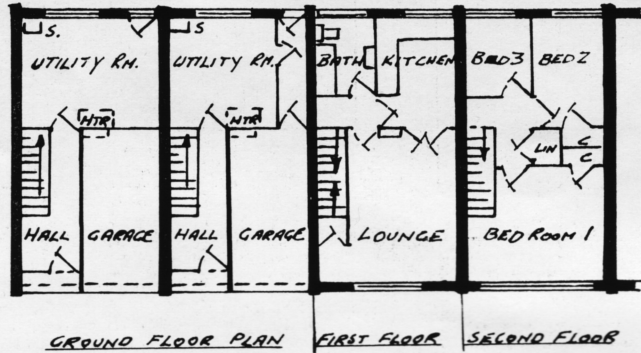 S. S
UTILITY RM. UTILITY RM. BATH KITCHEN BED3 BED2
HTR HTR
LIN C
C
HALL GARAGE HALL GARAGE LOUNGE BEDROOM 1
GROUND FLOOR PLAN FIRST FLOOR SECOND FLOOR